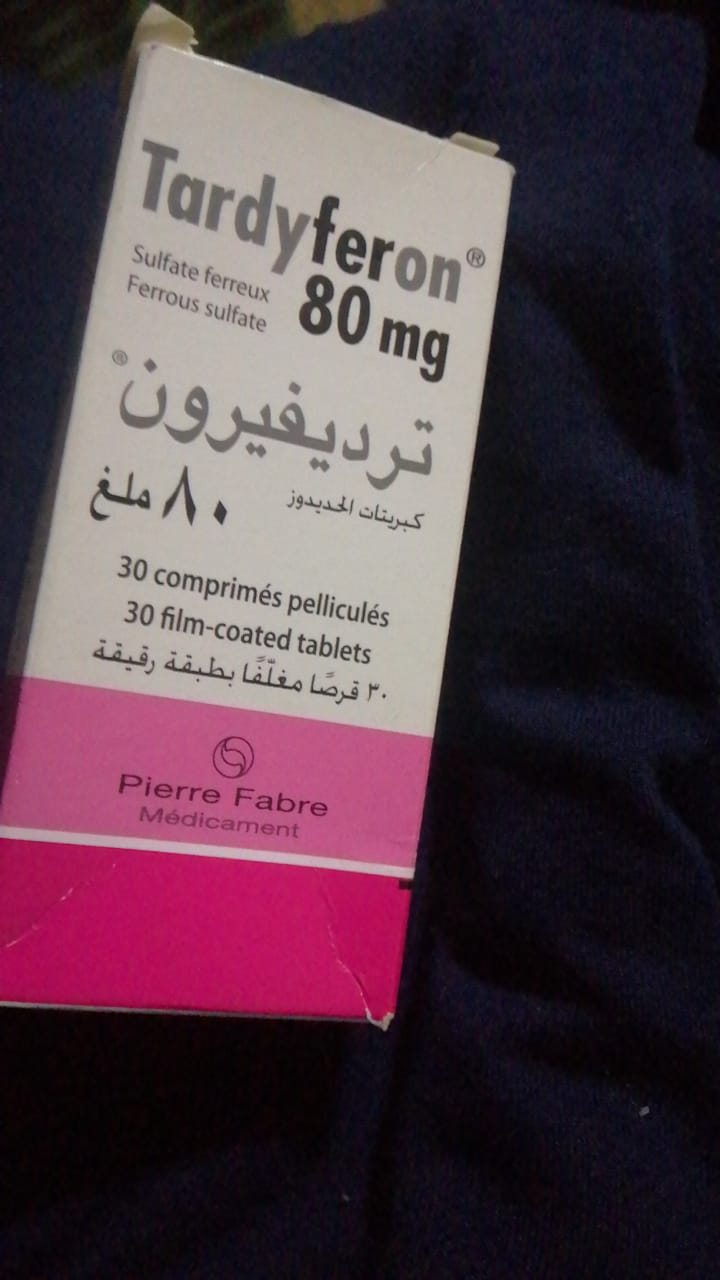 Tardyferon®
Sulfate ferreux
Ferrous sulfate
80 mg
ترديفيرون®
كبريتات الحديدوز
٨٠ ملغ
30 comprimés pelliculés
30 film-coated tablets
٣٠ قرصًا مغلّفًا بطبقة رقيقة
Pierre Fabre
Médicament